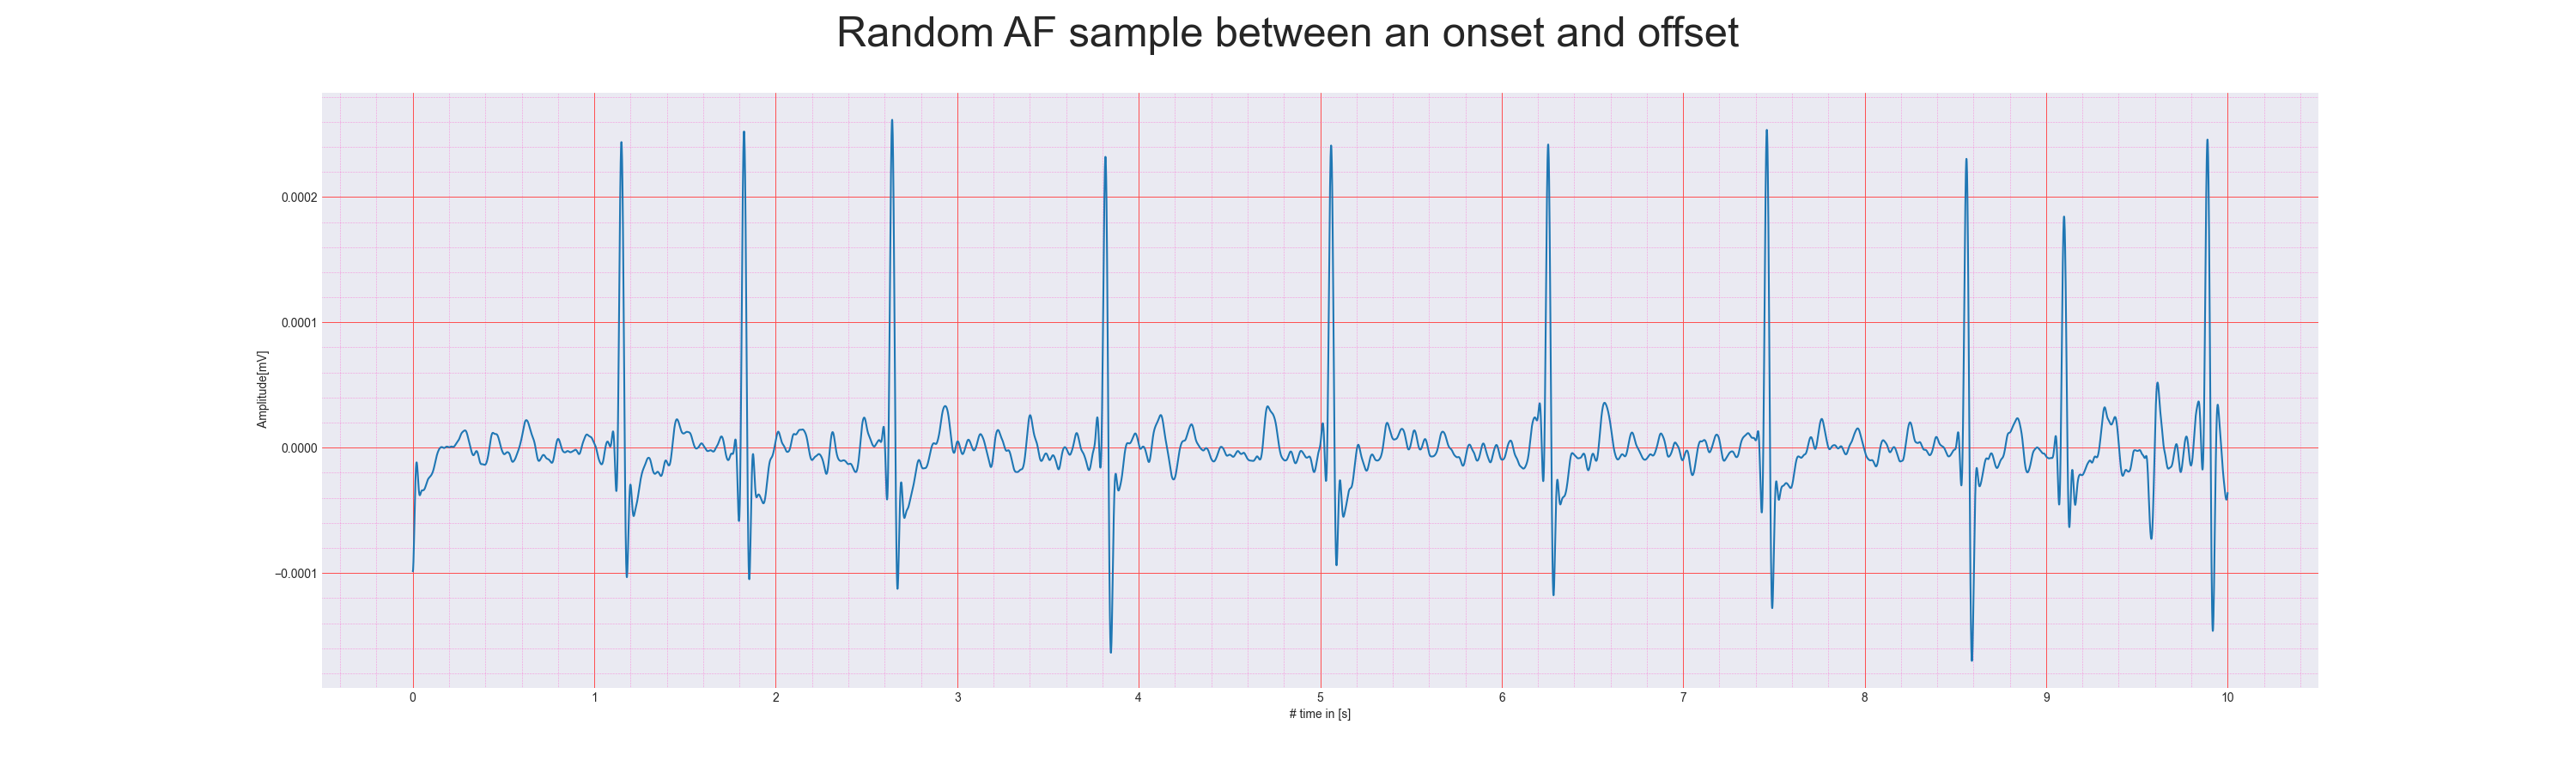 Random AF sample between an onset and offset
Amplitude[mV]
0.0002
0.0001
0.0000
−0.0001
0 1 2 3 4 5 6 7 8 9 10
# time in [s]